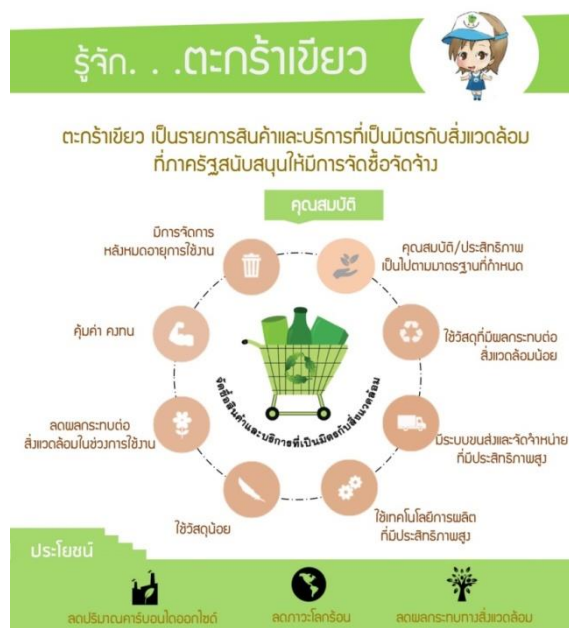 รู้จัก. . .ตะกร้าเขียว
ตะกร้าเขียว เป็นรายการสินค้าและบริการที่เป็นมิตรกับสิ่งแวดล้อม
ที่ภาครัฐสนับสนุนให้มีการจัดซื้อจัดจ้าง
คุณสมบัติ
มีการจัดการ
หลังหมดอายุการใช้งาน
คุณสมบัติ/ประสิทธิภาพ
เป็นไปตามมาตรฐานที่กำหนด
คุ้มค่า คงทน
ใช้วัสดุที่มีผลกระทบต่อ
สิ่งแวดล้อมน้อย
จัดซื้อสินค้าและบริการที่เป็นมิตรกับสิ่งแวดล้อม
ลดผลกระทบต่อ
สิ่งแวดล้อมในช่วงการใช้งาน
มีระบบขนส่งและจัดจำหน่าย
ที่มีประสิทธิภาพสูง
ใช้วัสดุน้อย
ใช้เทคโนโลยีการผลิต
ที่มีประสิทธิภาพสูง
ประโยชน์
ลดปริมาณคาร์บอนไดออกไซด์
ลดภาวะโลกร้อน
ลดผลกระทบทางสิ่งแวดล้อม